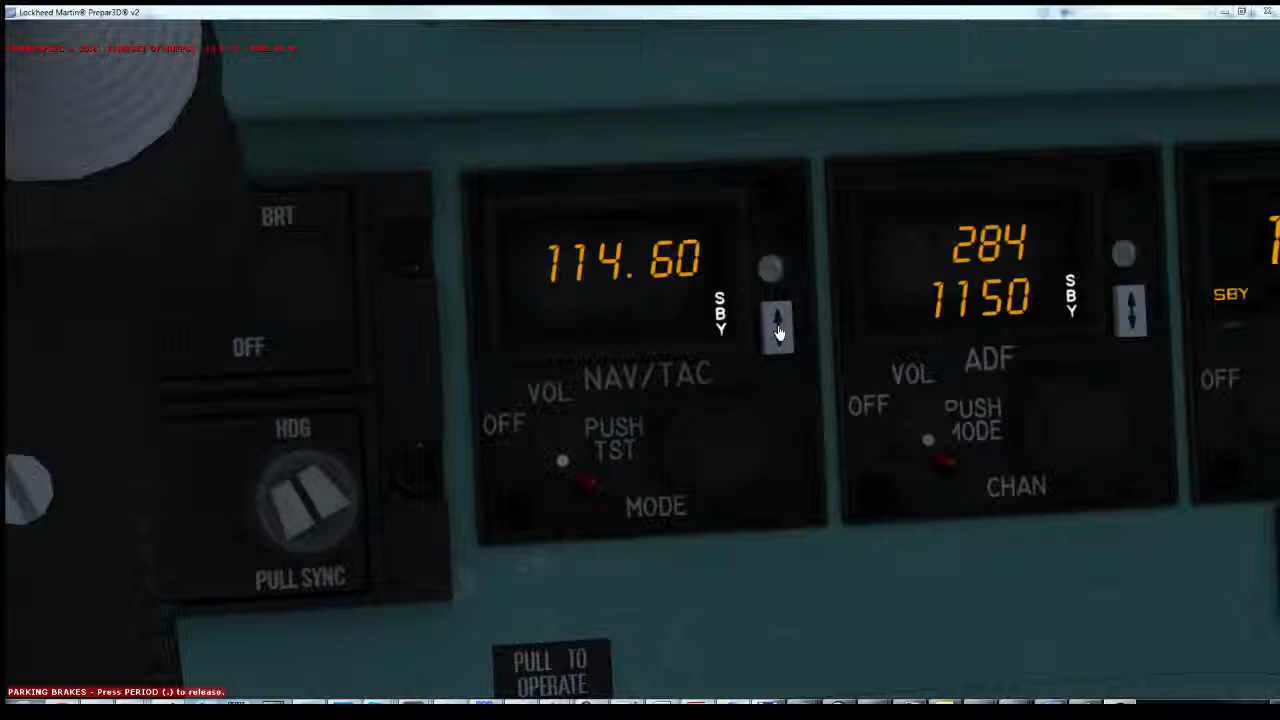 Lockheed Martin® Prepar3D® v2
BRT
OFF
HDG
PULL SYNC
114.60
SBY
VOL NAV/TAC
OFF
PUSH
TST
MODE
PULL TO
OPERATE
284
1150
SBY
VOL ADF
OFF
PUSH
MODE
CHAN
SBY
OFF
PARKING BRAKES - Press PERIOD (.) to release.